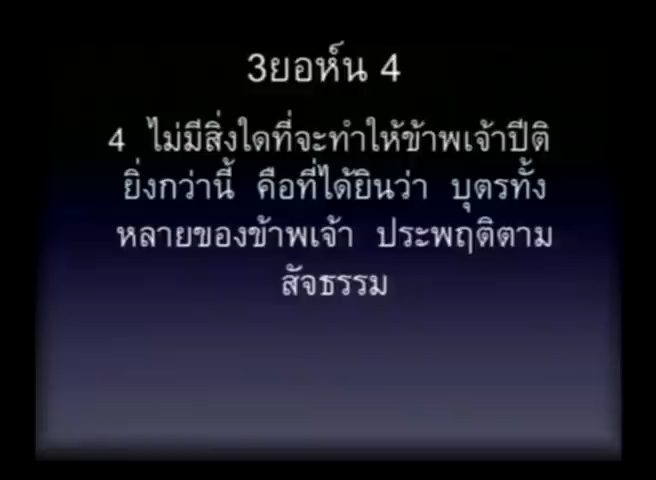 3ยอห์น 4
4 ไม่มีสิ่งใดที่จะทำให้ข้าพเจ้าปีติ
ยิ่งกว่านี้ คือที่ได้ยินว่า บุตรทั้ง
หลายของข้าพเจ้า ประพฤติตาม
สัจธรรม